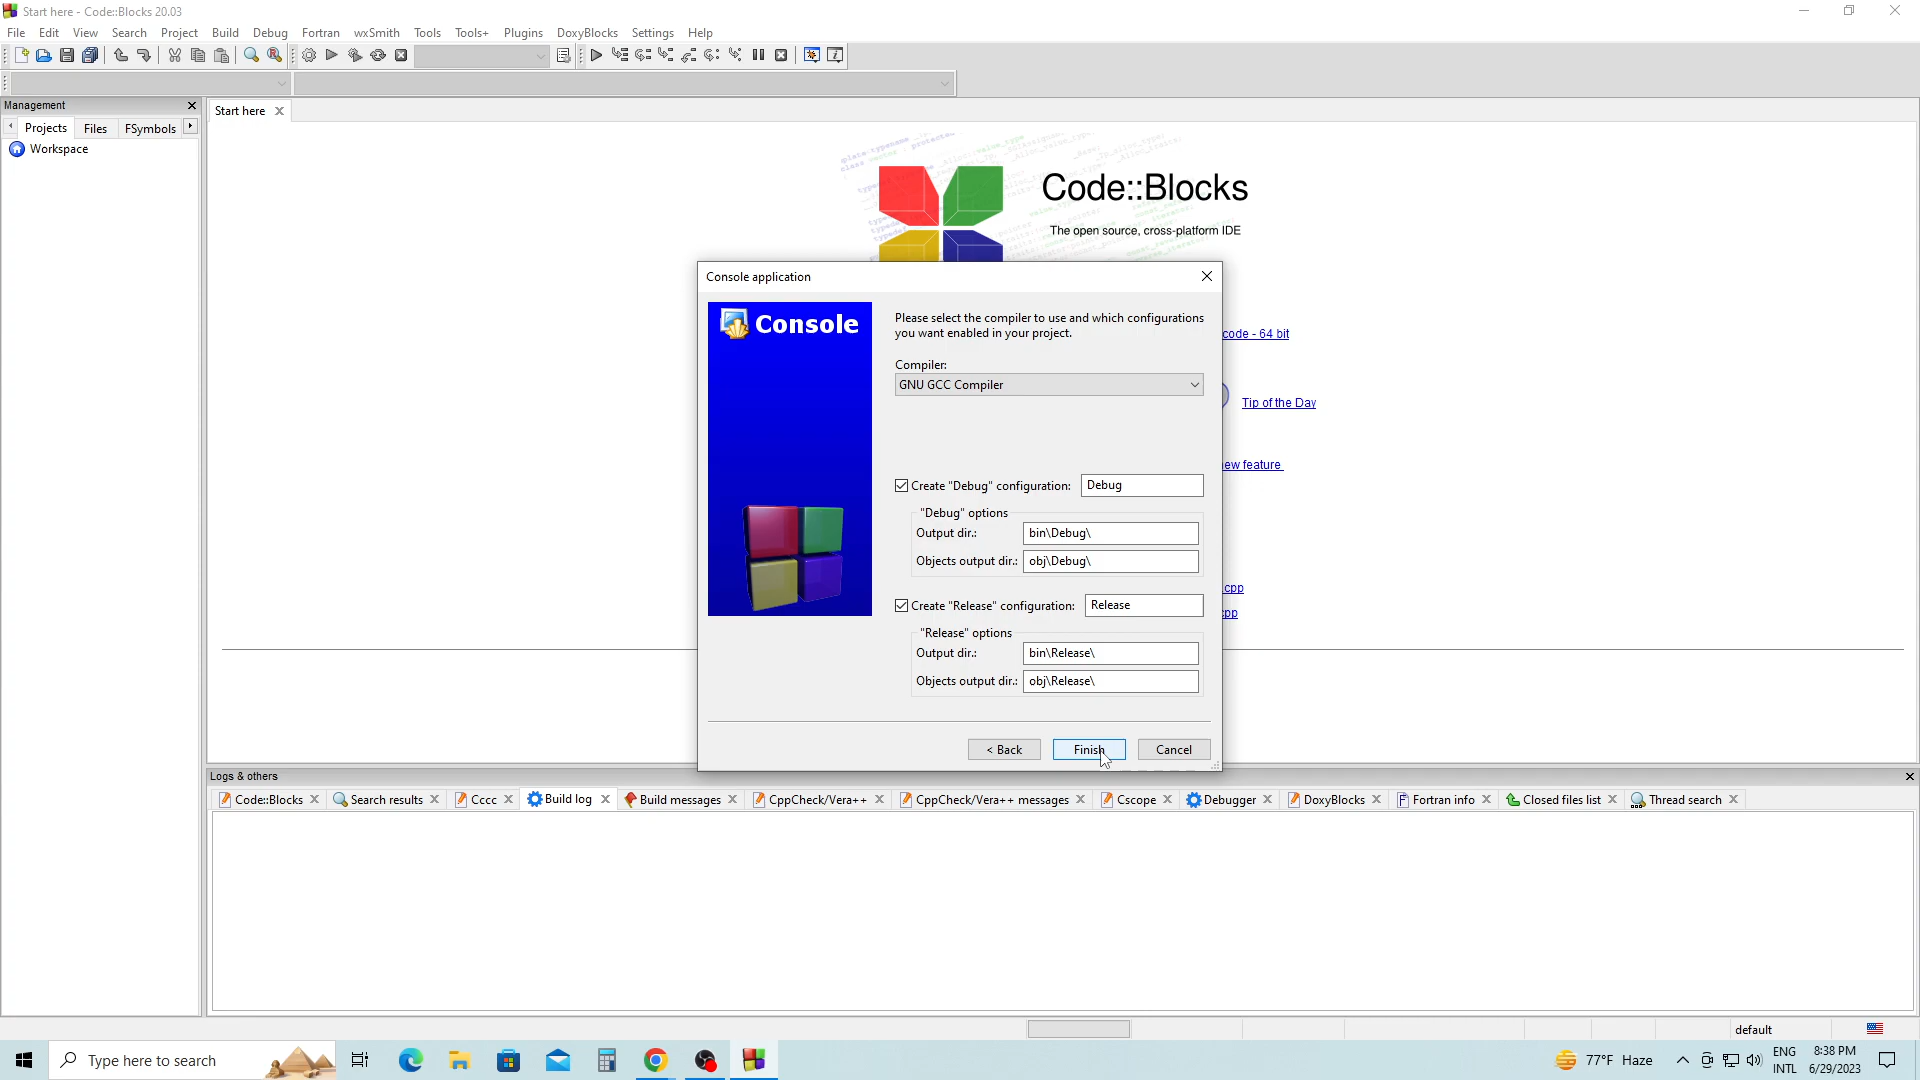 Start here - Code::Blocks 20.03
File Edit View Search Project Build Debug Fortran wxSmith Tools Tools+ Plugins DoxyBlocks Settings Help
Management
Start here
Projects Files FSymbols
Workspace
Code::Blocks
The open source, cross-platform IDE
Console application
Console
Please select the compiler to use and which configurations
you want enabled in your project.
code - 64 bit
Compiler:
GNU GCC Compiler
Tip of the Day
new feature
Create "Debug" configuration: Debug
"Debug" options
Output dir.: bin\Debug\
Objects output dir.: obj\Debug\
.cpp
Create "Release" configuration: Release
cpp
"Release" options
Output dir.: bin\Release\
Objects output dir.: obj\Release\
< Back Finish Cancel
Logs & others
Code::Blocks Search results Cccc Build log Build messages CppCheck/Vera++ CppCheck/Vera++ messages Cscope Debugger DoxyBlocks Fortran info Closed files list Thread search
default
Type here to search
77°F Haze
ENG
INTL
8:38 PM
6/29/2023